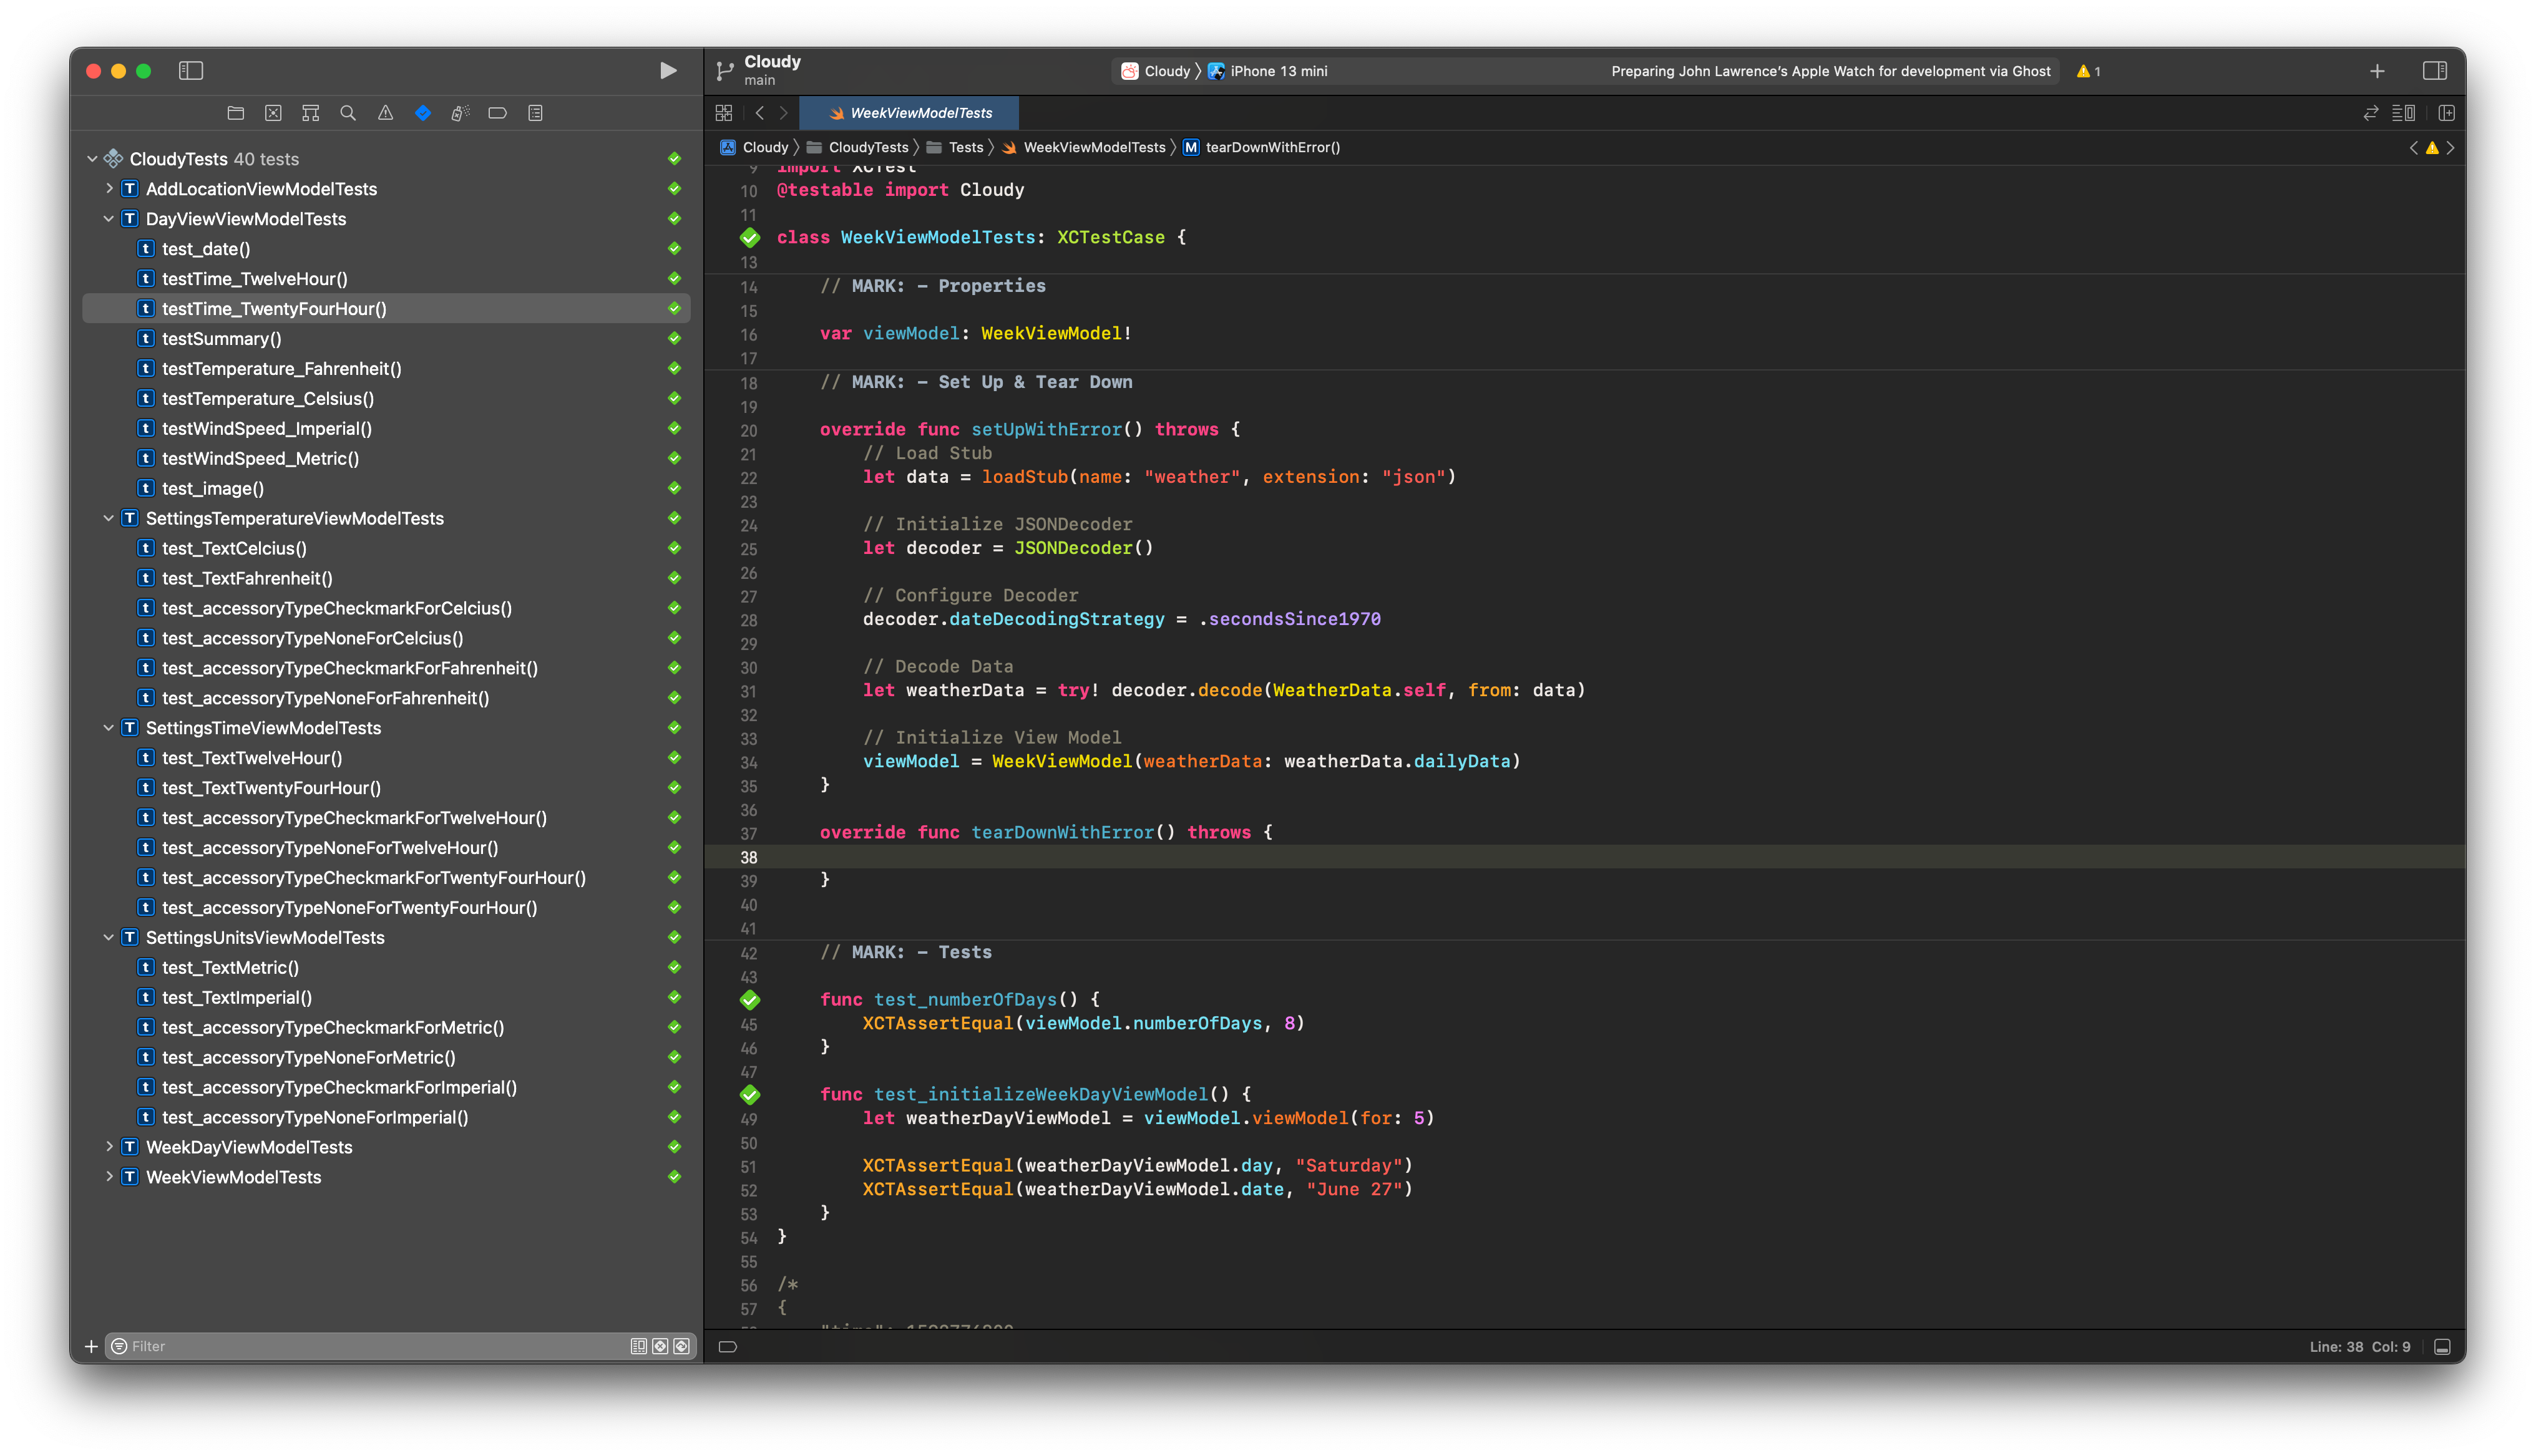 Cloudy
main
Cloudy
iPhone 13 mini
Preparing John Lawrence's Apple Watch for development via Ghost
1
CloudyTests 40 tests
T AddLocationViewModelTests
T DayViewViewModelTests
t test_date()
t testTime_TwelveHour()
t testTime_TwentyFourHour()
t testSummary()
t testTemperature_Fahrenheit()
t testTemperature_Celsius()
t testWindSpeed_Imperial()
t testWindSpeed_Metric()
t test_image()
T SettingsTemperatureViewModelTests
t test_TextCelcius()
t test_TextFahrenheit()
t test_accessoryTypeCheckmarkForCelcius()
t test_accessoryTypeNoneForCelcius()
t test_accessoryTypeCheckmarkForFahrenheit()
t test_accessoryTypeNoneForFahrenheit()
T SettingsTimeViewModelTests
t test_TextTwelveHour()
t test_TextTwentyFourHour()
t test_accessoryTypeCheckmarkForTwelveHour()
t test_accessoryTypeNoneForTwelveHour()
t test_accessoryTypeCheckmarkForTwentyFourHour()
t test_accessoryTypeNoneForTwentyFourHour()
T SettingsUnitsViewModelTests
t test_TextMetric()
t test_TextImperial()
t test_accessoryTypeCheckmarkForMetric()
t test_accessoryTypeNoneForMetric()
t test_accessoryTypeCheckmarkForImperial()
t test_accessoryTypeNoneForImperial()
T WeekDayViewModelTests
T WeekViewModelTests
Filter
WeekViewModelTests
Cloudy 〉 CloudyTests 〉 Tests 〉 WeekViewModelTests 〉 M tearDownWithError()
9 import XCTest
10 @testable import Cloudy
11
class WeekViewModelTests: XCTestCase {
13
14 // MARK: - Properties
15
16 var viewModel: WeekViewModel!
17
18 // MARK: - Set Up & Tear Down
19
20 override func setUpWithError() throws {
21 // Load Stub
22 let data = loadStub(name: "weather", extension: "json")
23
24 // Initialize JSONDecoder
25 let decoder = JSONDecoder()
26
27 // Configure Decoder
28 decoder.dateDecodingStrategy = .secondsSince1970
29
30 // Decode Data
31 let weatherData = try! decoder.decode(WeatherData.self, from: data)
32
33 // Initialize View Model
34 viewModel = WeekViewModel(weatherData: weatherData.dailyData)
35 }
36
37 override func tearDownWithError() throws {
38
39 }
40
41
42 // MARK: - Tests
43
func test_numberOfDays() {
45 XCTAssertEqual(viewModel.numberOfDays, 8)
46 }
47
func test_initializeWeekDayViewModel() {
49 let weatherDayViewModel = viewModel.viewModel(for: 5)
50
51 XCTAssertEqual(weatherDayViewModel.day, "Saturday")
52 XCTAssertEqual(weatherDayViewModel.date, "June 27")
53 }
54 }
55
56 /*
57 {
Line: 38 Col: 9